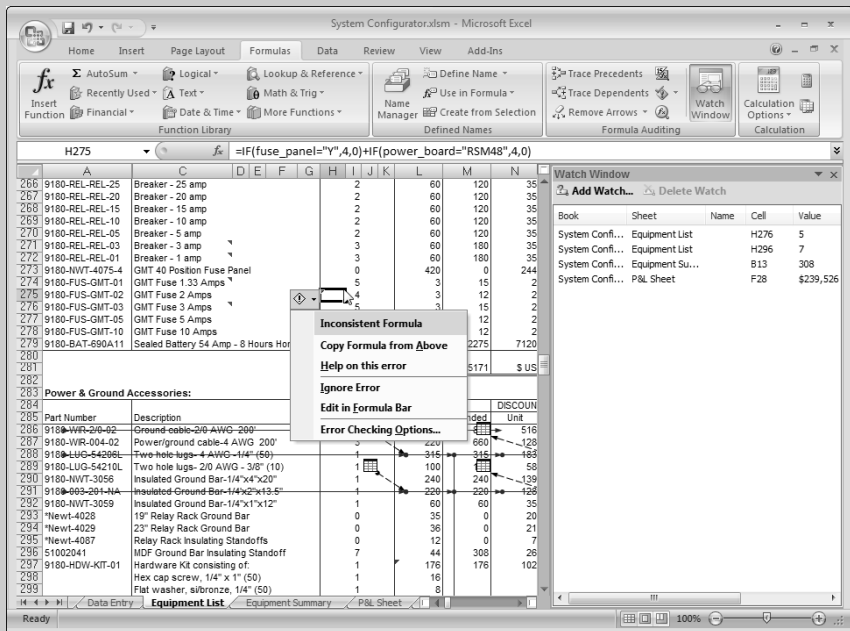 System Configurator.xlsm - Microsoft Excel
Home Insert Page Layout Formulas Data Review View Add-Ins
fx Insert Function
Σ AutoSum
Recently Used
Financial
Logical
Text
Date & Time
Lookup & Reference
Math & Trig
More Functions
Function Library
Name Manager
Define Name
Use in Formula
Create from Selection
Defined Names
Trace Precedents
Trace Dependents
Remove Arrows
Watch Window
Formula Auditing
Calculation Options
Calculation
H275 fx =IF(fuse_panel="Y",4,0)+IF(power_board="RSM48",4,0)
A C D E F G H I J K L M N
266 9180-REL-REL-25 Breaker - 25 amp 2 60 120 35
267 9180-REL-REL-20 Breaker - 20 amp 2 60 120 35
268 9180-REL-REL-15 Breaker - 15 amp 2 60 120 35
269 9180-REL-REL-10 Breaker - 10 amp 2 60 120 35
270 9180-REL-REL-05 Breaker - 5 amp 2 60 120 35
271 9180-REL-REL-03 Breaker - 3 amp 3 60 180 35
272 9180-REL-REL-01 Breaker - 1 amp 3 60 180 35
273 9180-NWT-4075-4 GMT 40 Position Fuse Panel 0 420 0 244
274 9180-FUS-GMT-01 GMT Fuse 1.33 Amps 5 3 15 2
275 9180-FUS-GMT-02 GMT Fuse 2 Amps 4 3 12 2
276 9180-FUS-GMT-03 GMT Fuse 3 Amps 5 3 15 2
277 9180-FUS-GMT-05 GMT Fuse 5 Amps 12 2
278 9180-FUS-GMT-10 GMT Fuse 10 Amps 12 2
279 9180-BAT-690A11 Sealed Battery 54 Amp - 8 Hours Hor 2275 7120
280
281 5171 $ US
282
283 Power & Ground Accessories:
284 DISCOUN
285 Part Number Description nded Unit
286 9180-WIR-2/0-02 Ground cable-2/0 AWG 200' 516
287 9180-WIR-004-02 Power/ground cable-4 AWG 200' 3 220 660 128
288 9180-LUG-54206L Two hole lugs- 4 AWG -1/4" (50) 1 315 315 183
289 9180-LUG-54210L Two hole lugs- 2/0 AWG - 3/8" (10) 1 100 1 58
290 9180-NWT-3056 Insulated Ground Bar-1/4"x4"x20" 1 240 240 139
291 9180-003-201-NA Insulated Ground Bar-1/4"x2"x13.5" 1 220 220 128
292 9180-NWT-3059 Insulated Ground Bar-1"x1"x12" 1 60 60 35
293 *Newt-4028 19" Relay Rack Ground Bar 0 35 0 20
294 *Newt-4029 23" Relay Rack Ground Bar 0 36 0 21
295 *Newt-4087 Relay Rack Insulating Standoffs 0 12 0 7
296 51002041 MDF Ground Bar Insulating Standoff 7 44 308 26
297 9180-HDW-KIT-01 Hardware Kit consisting of: 1 176 176 102
298 Hex cap screw, 1/4" x 1" (50) 1 16
299 Flat washer, si/bronze, 1/4" (50) 1 8
Inconsistent Formula
Copy Formula from Above
Help on this error
Ignore Error
Edit in Formula Bar
Error Checking Options...
Watch Window
Add Watch... Delete Watch
Book Sheet Name Cell Value
System Confi... Equipment List H276 5
System Confi... Equipment List H296 7
System Confi... Equipment Su... B13 308
System Confi... P&L Sheet F28 $239,526
Data Entry Equipment List Equipment Summary P&L Sheet
Ready 100%